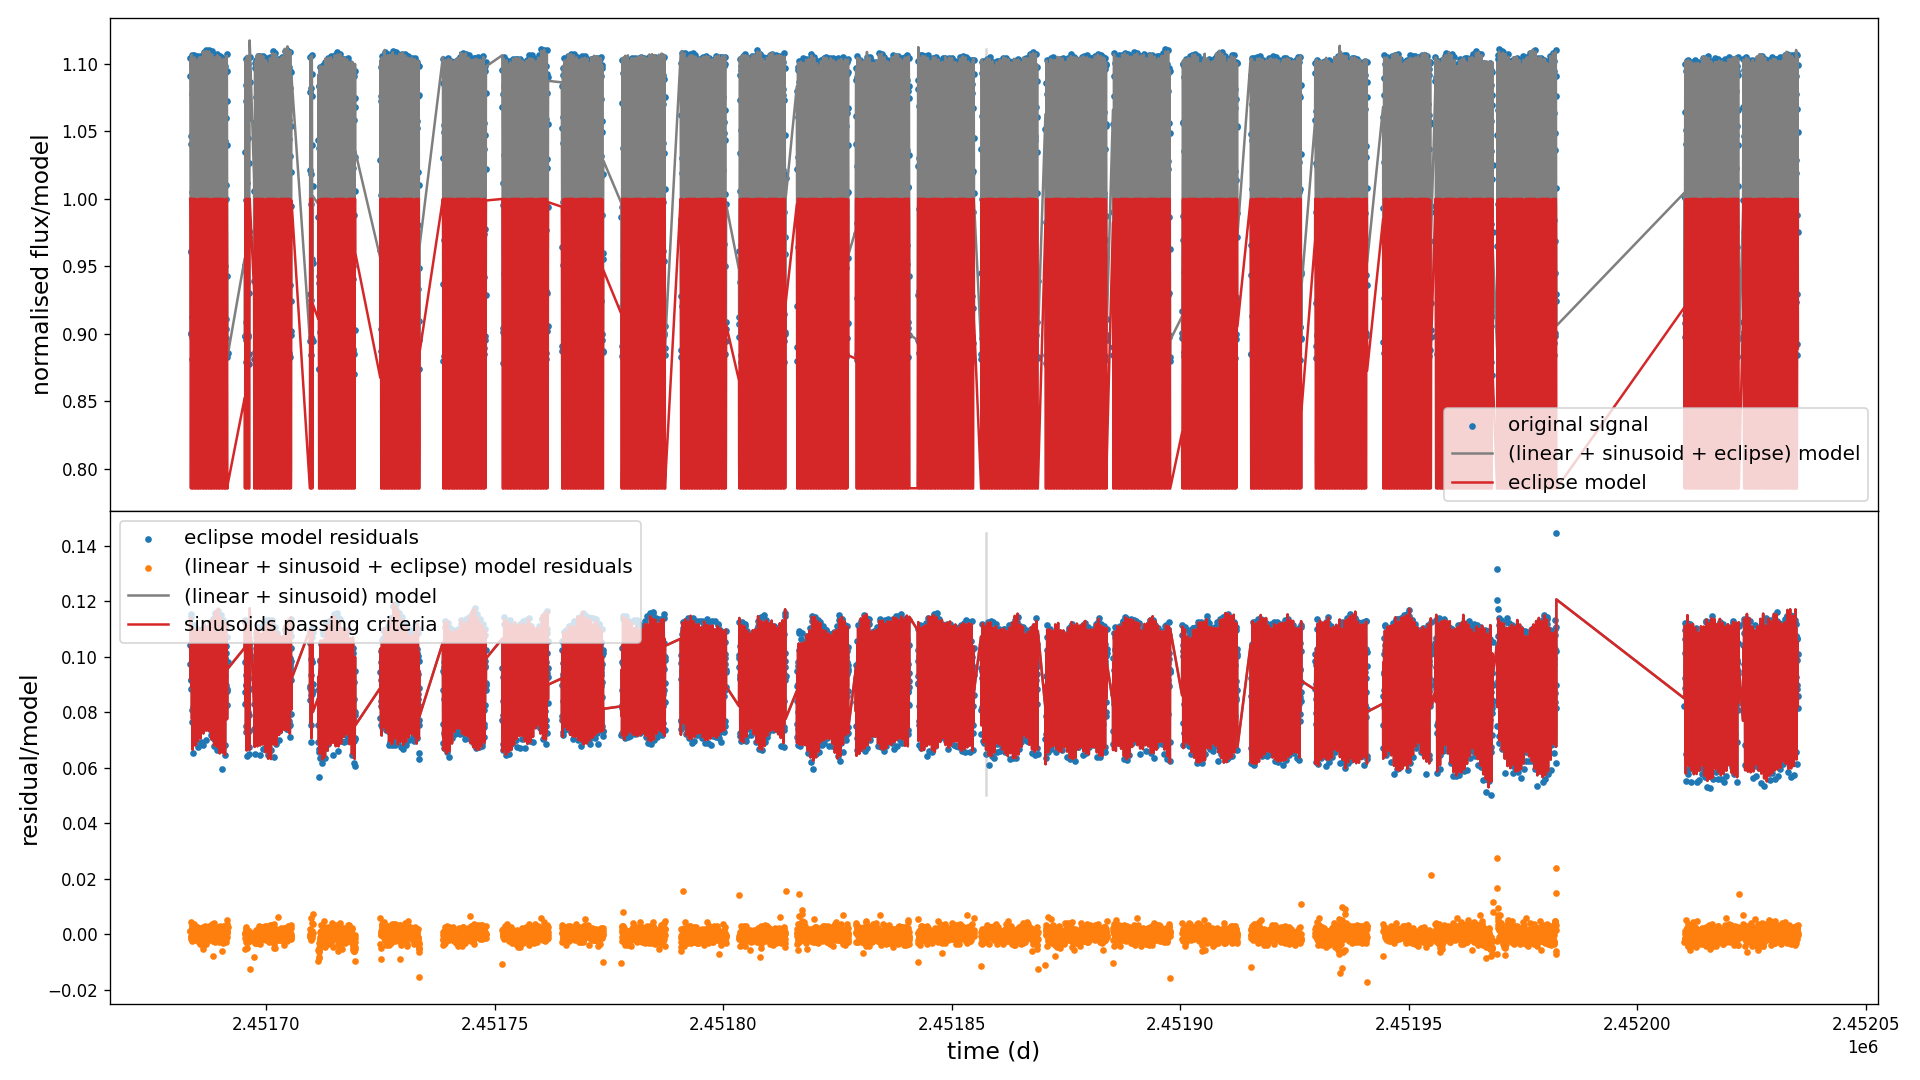 normalised flux/model
1.10
1.05
1.00
0.95
0.90
0.85
0.80
original signal
(linear + sinusoid + eclipse) model
eclipse model
residual/model
0.14
0.12
0.10
0.08
0.06
0.04
0.02
0.00
−0.02
eclipse model residuals
(linear + sinusoid + eclipse) model residuals
(linear + sinusoid) model
sinusoids passing criteria
2.45170 2.45175 2.45180 2.45185 2.45190 2.45195 2.45200 2.45205
time (d)
1e6